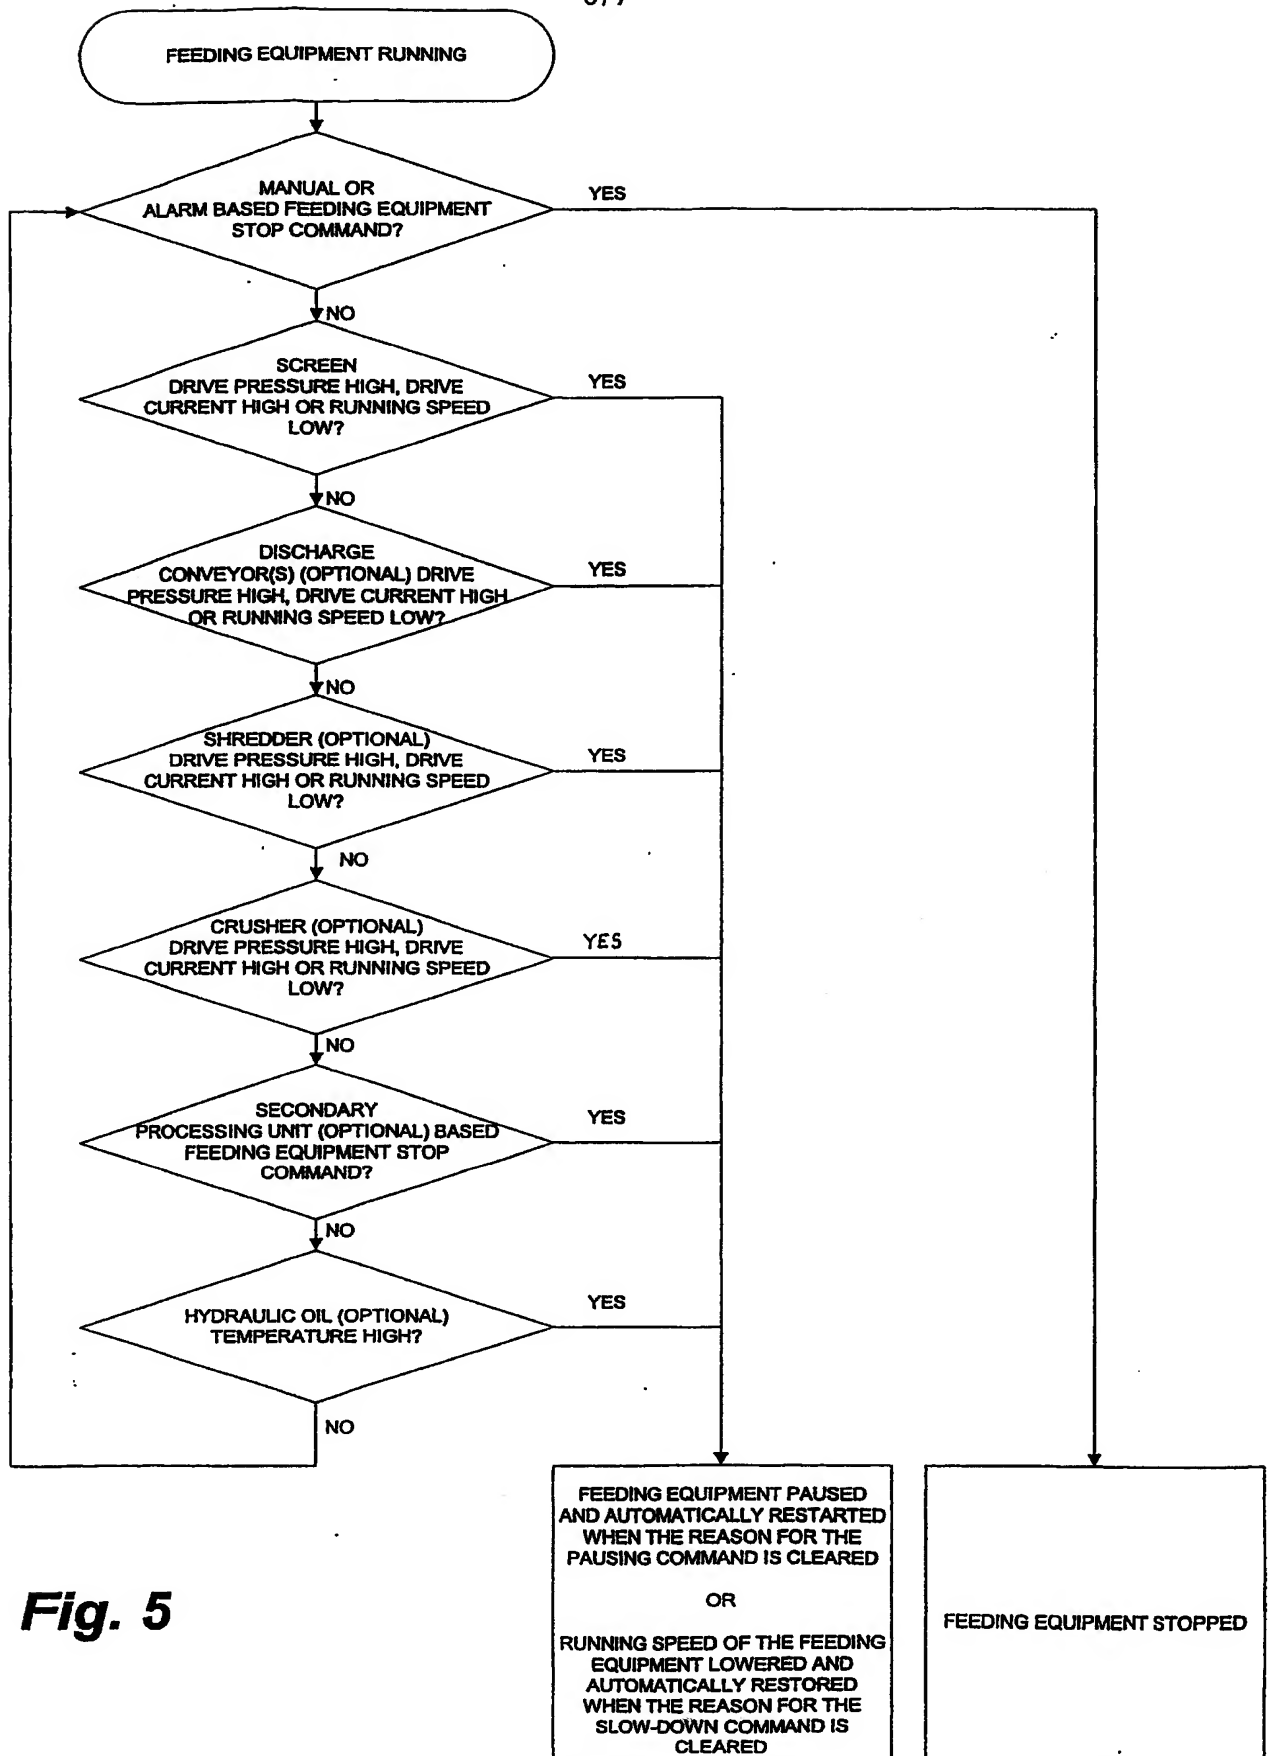 FEEDING EQUIPMENT RUNNING
MANUAL OR
ALARM BASED FEEDING EQUIPMENT
STOP COMMAND?
YES
NO
SCREEN
DRIVE PRESSURE HIGH, DRIVE
CURRENT HIGH OR RUNNING SPEED
LOW?
YES
NO
DISCHARGE
CONVEYOR(S) (OPTIONAL) DRIVE
PRESSURE HIGH, DRIVE CURRENT HIGH
OR RUNNING SPEED LOW?
YES
NO
SHREDDER (OPTIONAL)
DRIVE PRESSURE HIGH, DRIVE
CURRENT HIGH OR RUNNING SPEED
LOW?
YES
NO
CRUSHER (OPTIONAL)
DRIVE PRESSURE HIGH, DRIVE
CURRENT HIGH OR RUNNING SPEED
LOW?
YES
NO
SECONDARY
PROCESSING UNIT (OPTIONAL) BASED
FEEDING EQUIPMENT STOP
COMMAND?
YES
NO
HYDRAULIC OIL (OPTIONAL)
TEMPERATURE HIGH?
YES
NO
FEEDING EQUIPMENT PAUSED
AND AUTOMATICALLY RESTARTED
WHEN THE REASON FOR THE
PAUSING COMMAND IS CLEARED
OR
RUNNING SPEED OF THE FEEDING
EQUIPMENT LOWERED AND
AUTOMATICALLY RESTORED
WHEN THE REASON FOR THE
SLOW-DOWN COMMAND IS
CLEARED
FEEDING EQUIPMENT STOPPED
Fig. 5